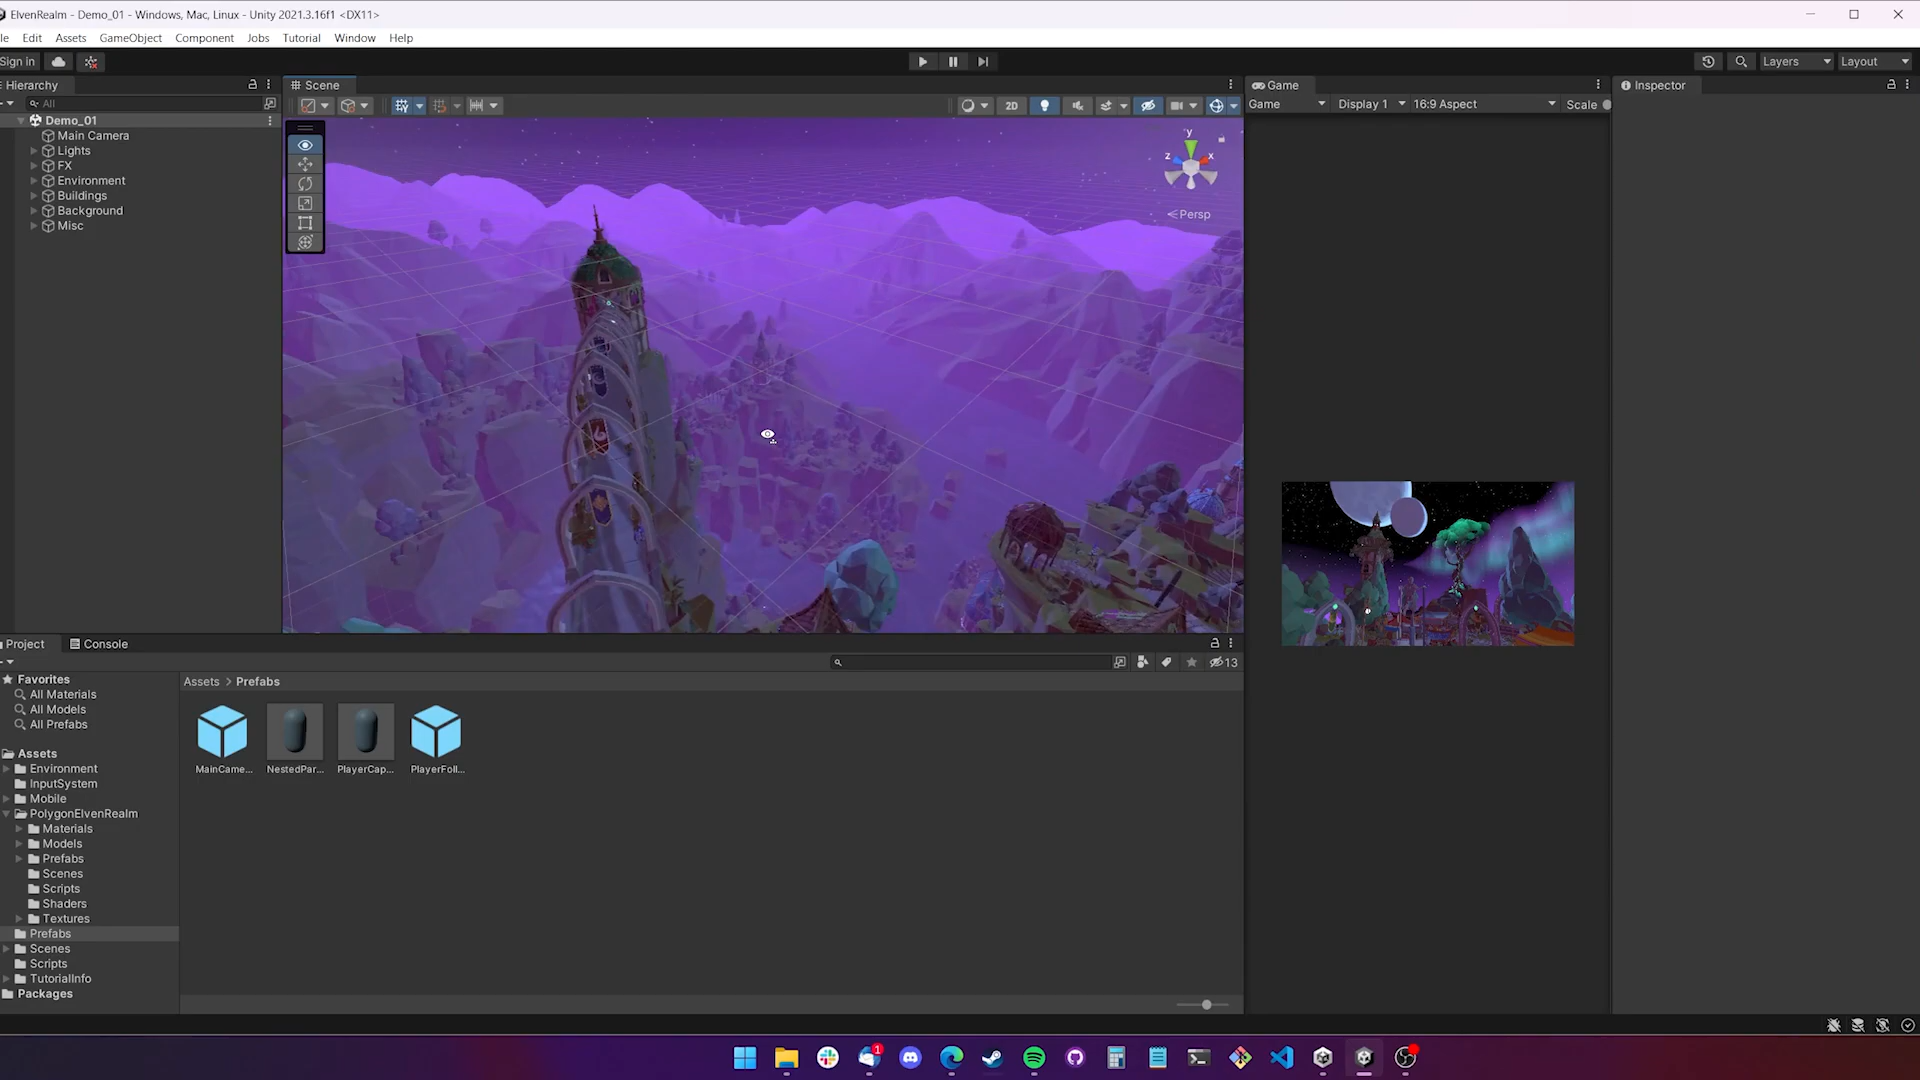 ElvenRealm - Demo_01 - Windows, Mac, Linux - Unity 2021.3.16f1 <DX11>
le Edit Assets GameObject Component Jobs Tutorial Window Help
Sign in
Layers
Layout
Hierarchy
All
Demo_01
Main Camera
Lights
FX
Environment
Buildings
Background
Misc
Scene
2D
y
z
x
Persp
Game
Game
Display 1
16:9 Aspect
Scale
Inspector
Project
Console
13
Favorites
All Materials
All Models
All Prefabs
Assets
Environment
InputSystem
Mobile
PolygonElvenRealm
Materials
Models
Prefabs
Scenes
Scripts
Shaders
Textures
Prefabs
Scenes
Scripts
TutorialInfo
Packages
Assets > Prefabs
MainCame...
NestedPar...
PlayerCap...
PlayerFoll...
1